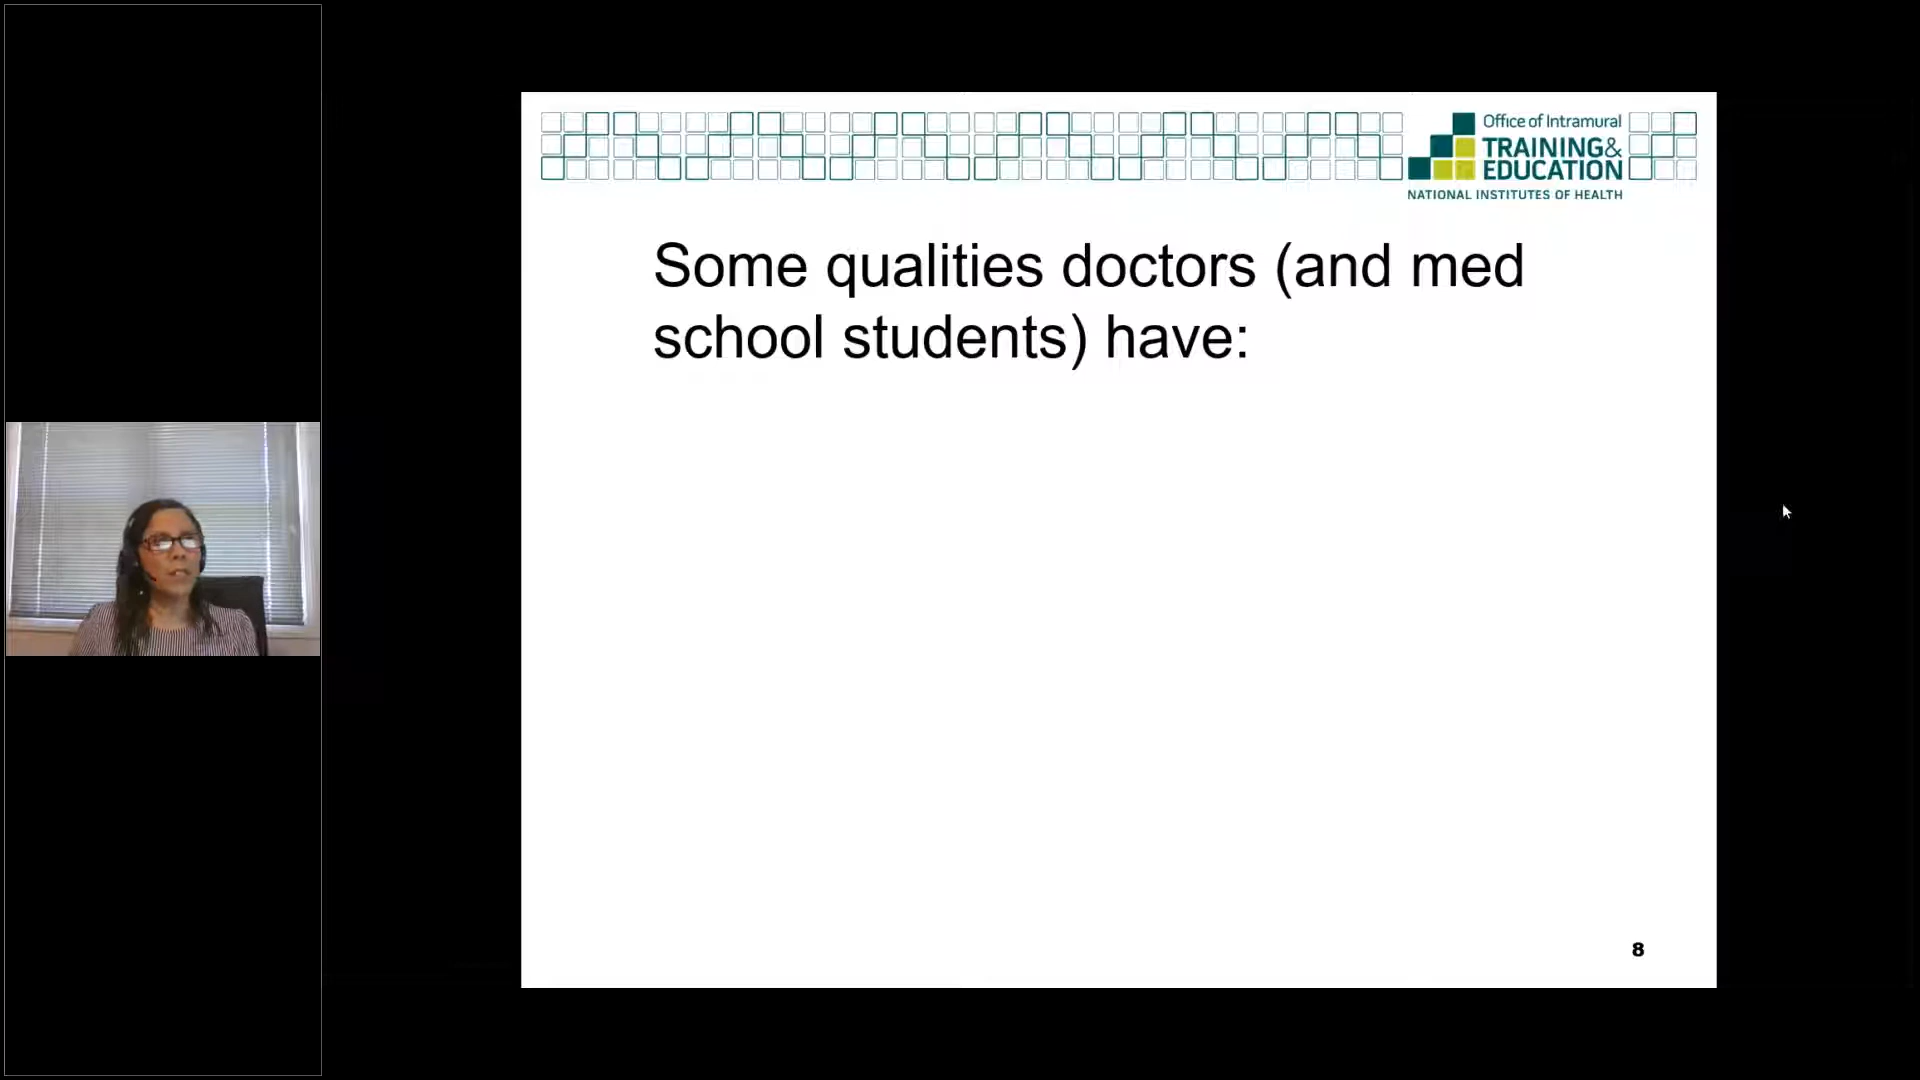 Office of Intramural
TRAINING&
EDUCATION
NATIONAL INSTITUTES OF HEALTH
Some qualities doctors (and med
school students) have:
8